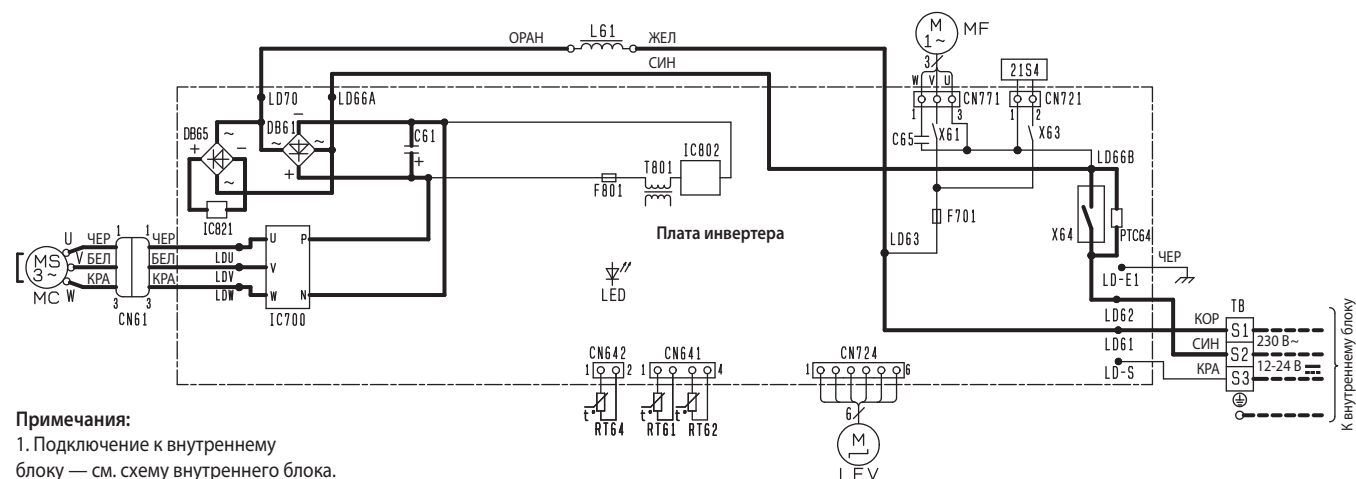 L61
ОРАН
ЖЕЛ
СИН
M
1~
MF
3
W V U
21S4
CN771
CN721
1
3
1
2
LD70
LD66A
DB65
~
+
-
~
DB61
-
~
~
+
C61
+
C65
X61
X63
LD66B
T801
IC802
F801
IC821
F701
X64
PTC64
Плата инвертера
LD63
U
ЧЕР
1
1
ЧЕР
V
БЕЛ
БЕЛ
W
КРА
3
3
КРА
MS
3~
MC
CN61
LDU
LDV
LDW
U
V
W
P
N
IC700
LED
ЧЕР
LD-E1
LD62
LD61
LD-S
TB
КОР
S1
СИН
S2
230 В~
КРА
S3
12-24 В
К внутреннему блоку
CN642
1
2
t°
RT64
CN641
1
4
t°
RT61
t°
RT62
CN724
1
6
6
M
LEV
Примечания:
1. Подключение к внутреннему
блоку — см. схему внутреннего блока.